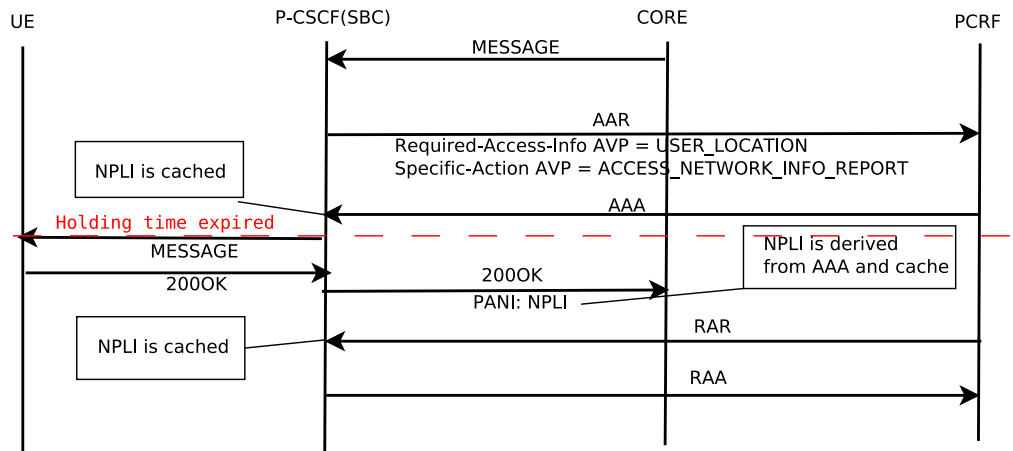 UE
P-CSCF(SBC)
CORE
PCRF
MESSAGE
AAR
Required-Access-Info AVP = USER_LOCATION
Specific-Action AVP = ACCESS_NETWORK_INFO_REPORT
NPLI is cached
AAA
Holding time expired
MESSAGE
NPLI is derived
from AAA and cache
200OK
200OK
PANI: NPLI
RAR
NPLI is cached
RAA